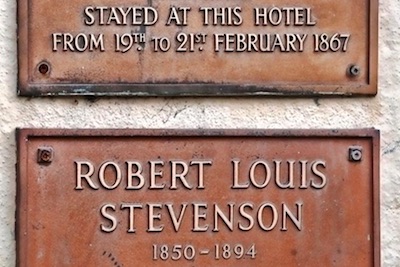 STAYED AT THIS HOTEL
FROM 19TH TO 21ST FEBRUARY 1867
ROBERT LOUIS
STEVENSON
1850-1894